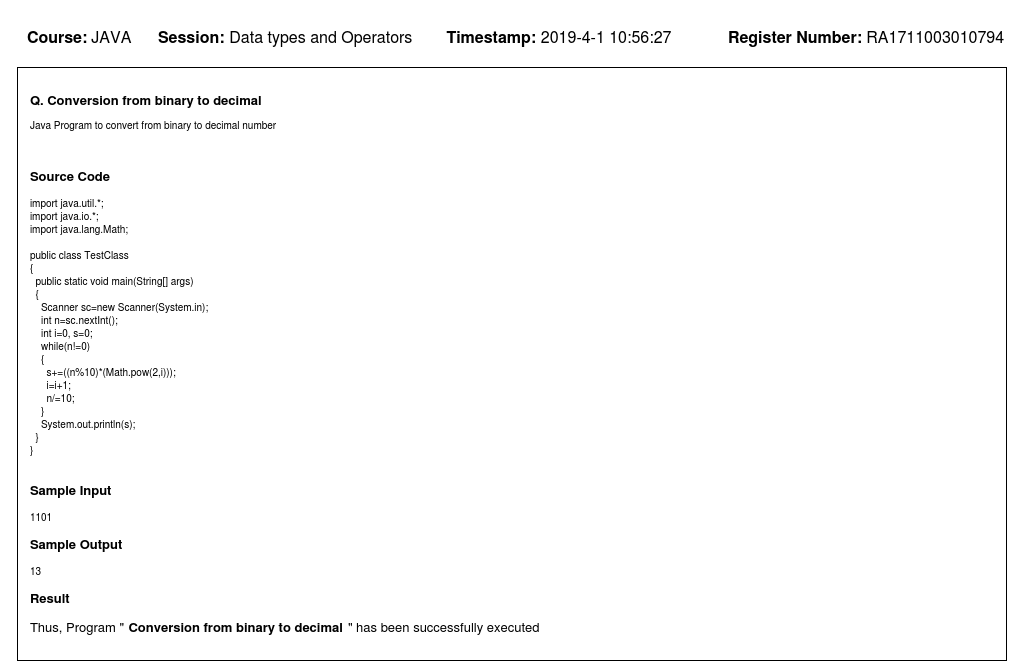 Course: JAVA Session: Data types and Operators Timestamp: 2019-4-1 10:56:27 Register Number: RA1711003010794
Q. Conversion from binary to decimal
Java Program to convert from binary to decimal number
Source Code
import java.util.*;
import java.io.*;
import java.lang.Math;
public class TestClass
{
public static void main(String[] args)
{
Scanner sc=new Scanner(System.in);
int n=sc.nextInt();
int i=0, s=0;
while(n!=0)
{
s+=((n%10)*(Math.pow(2,i)));
i=i+1;
n/=10;
}
System.out.println(s);
}
}
Sample Input
1101
Sample Output
13
Result
Thus, Program " Conversion from binary to decimal " has been successfully executed